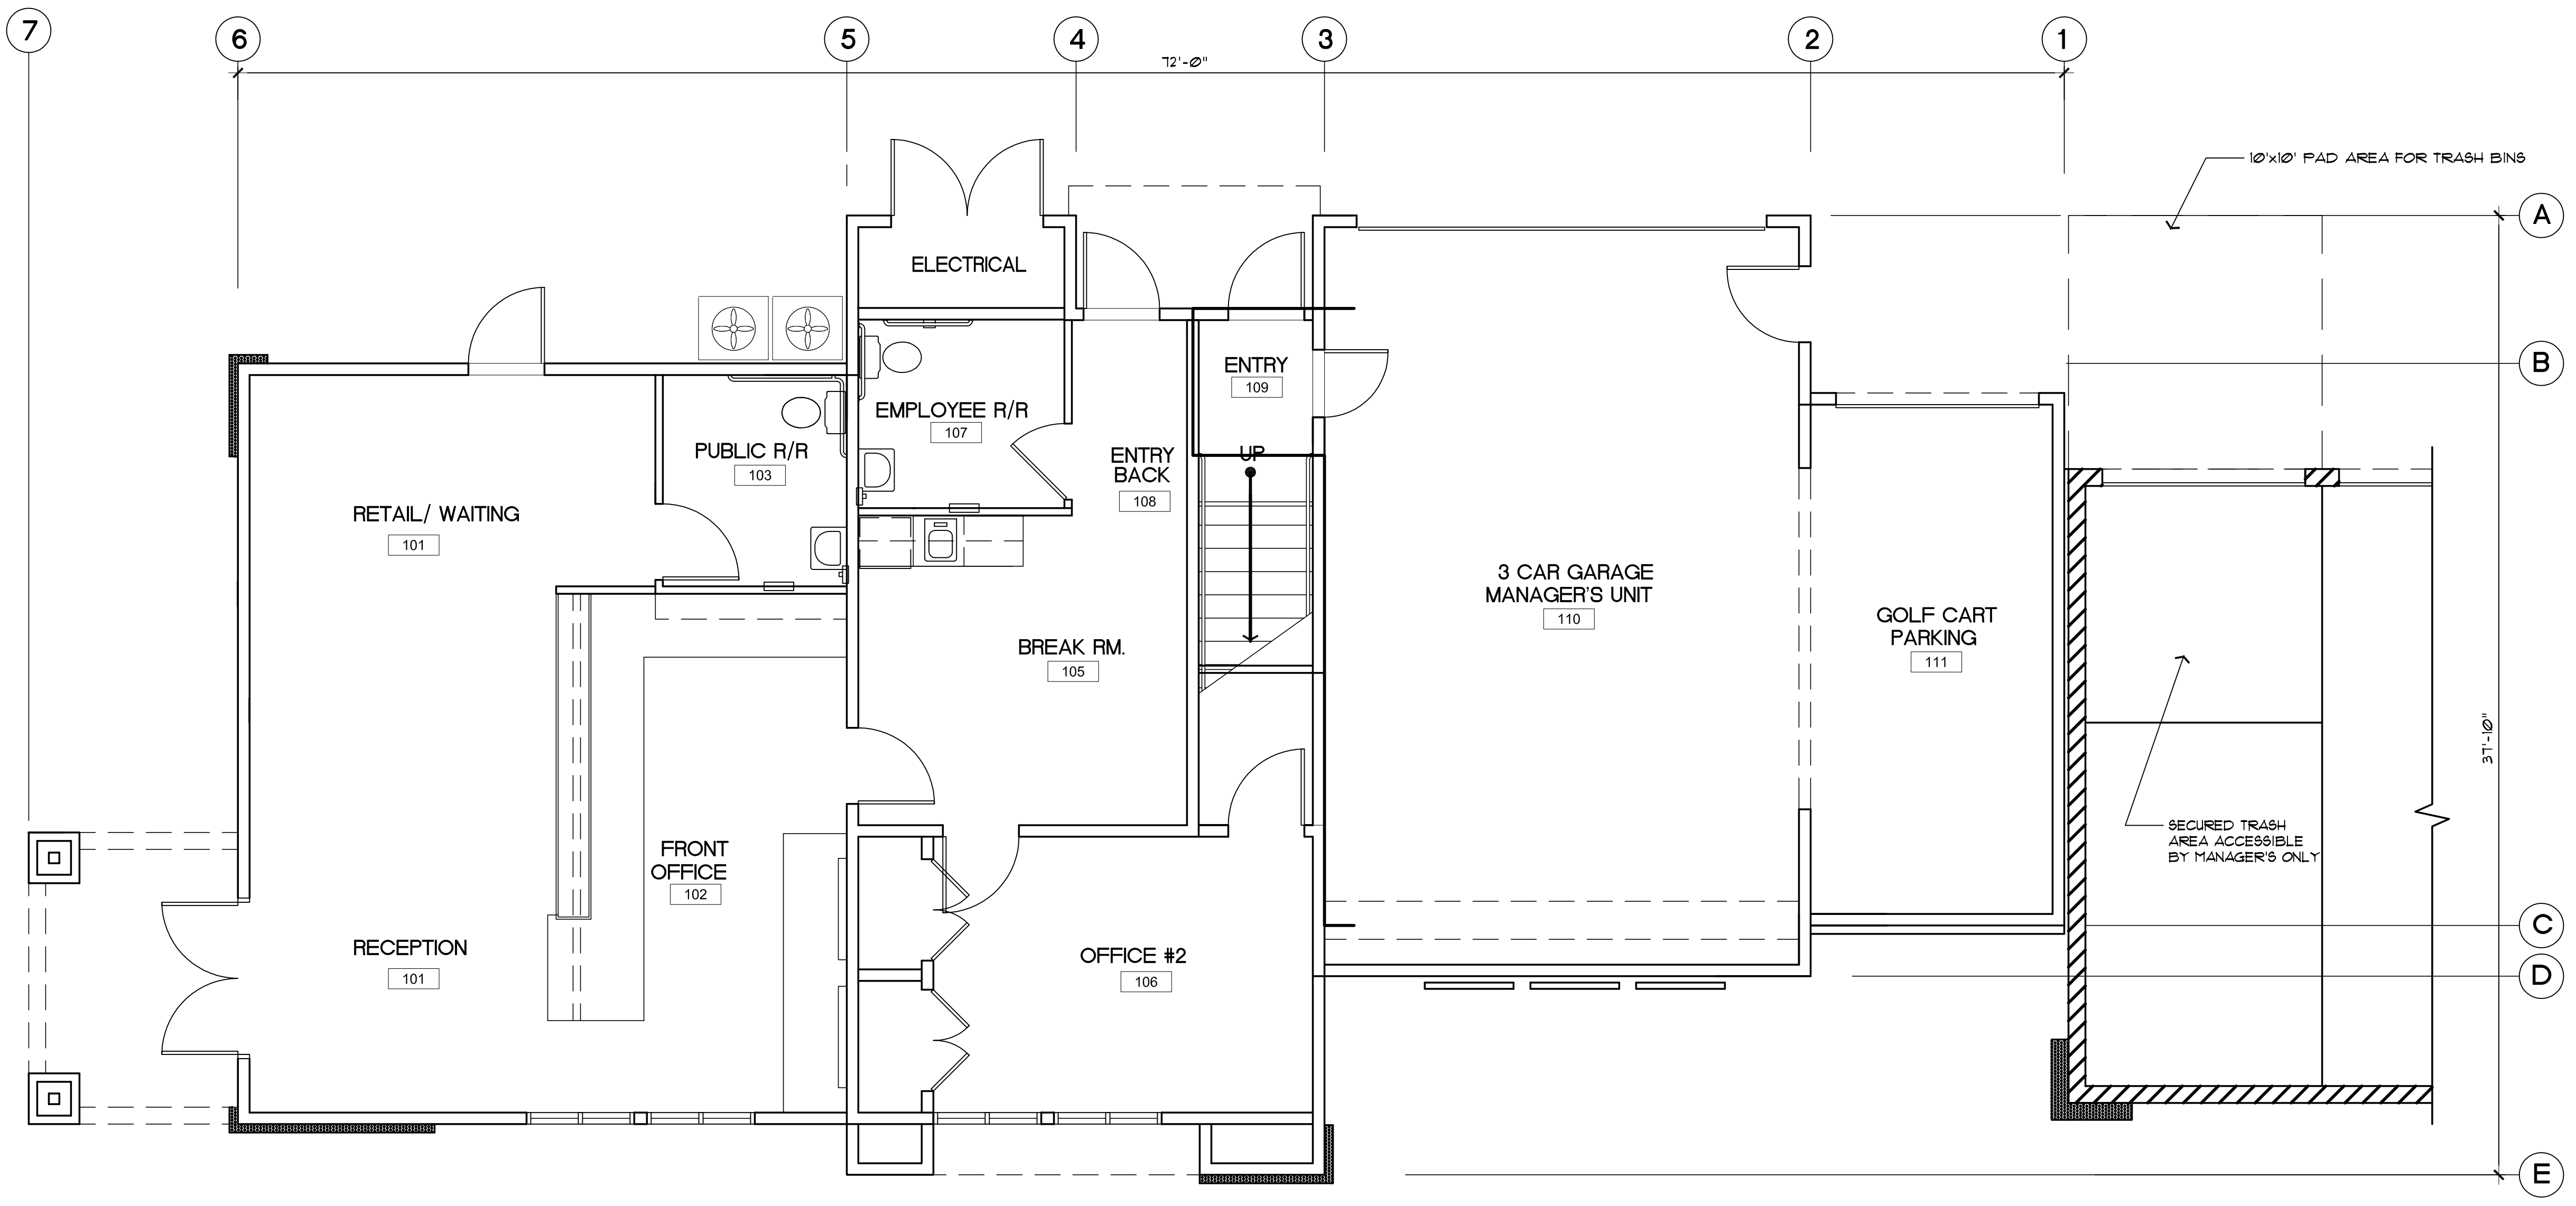 7
6
5
4
3
2
1
72'-0"
10'x10' PAD AREA FOR TRASH BINS
A
ELECTRICAL
B
ENTRY
109
EMPLOYEE R/R
107
PUBLIC R/R
103
ENTRY
BACK
108
UP
RETAIL/ WAITING
101
3 CAR GARAGE
MANAGER'S UNIT
110
GOLF CART
PARKING
111
BREAK RM.
105
37'-10"
SECURED TRASH
AREA ACCESSIBLE
BY MANAGER'S ONLY
FRONT
OFFICE
102
C
RECEPTION
101
OFFICE #2
106
D
E